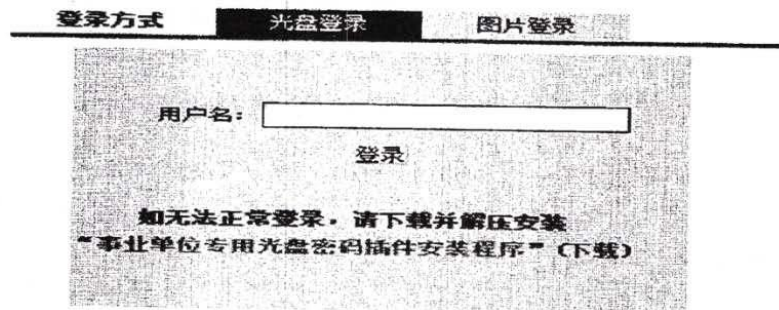 登录方式 光盘登录 图片登录
用户名：
登录
如无法正常登录，请下载并解压安装
“事业单位专用光盘密码插件安装程序”（下载）